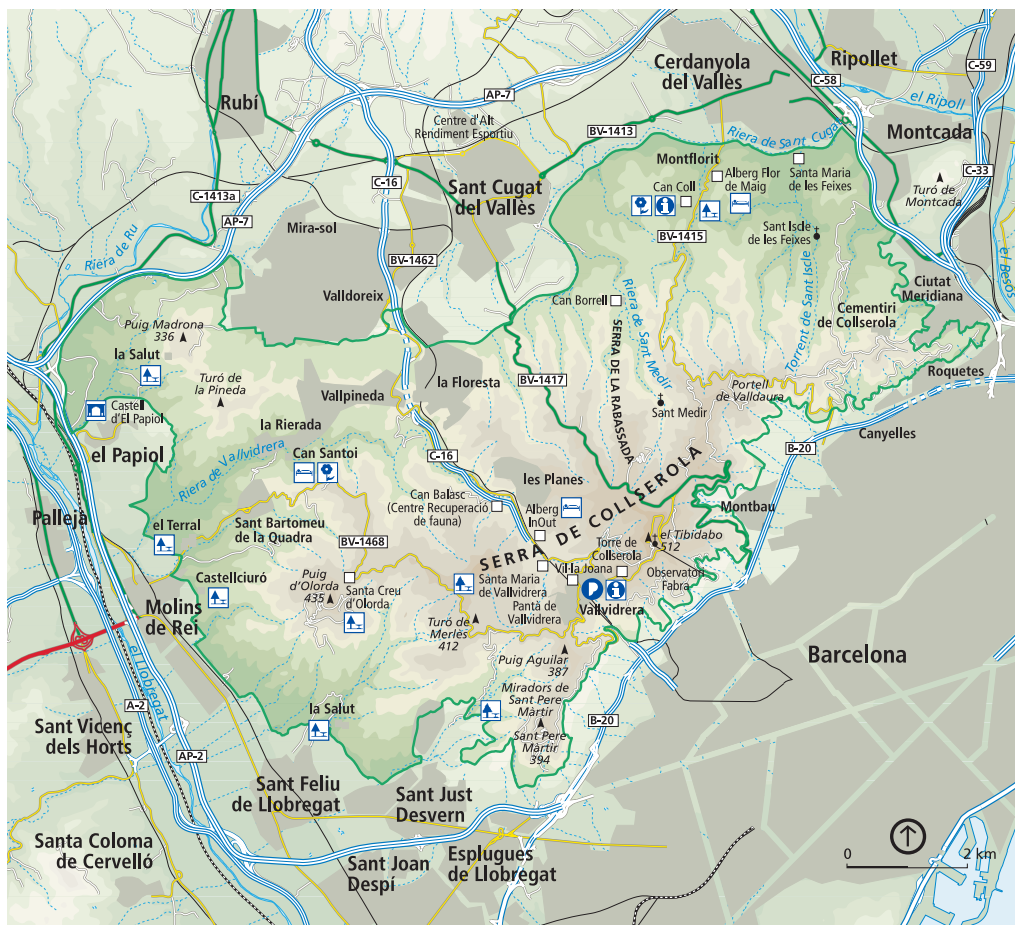 Ripollet
Cerdanyola
del Vallès
C-59
C-58
AP-7
Rubí
el Ripoll
Centre d'Alt
Rendiment Esportiu
BV-1413
Riera de Sant Cugat
Montcada
Montflorit
Alberg Flor
de Maig
Santa Maria
de les Feixes
C-33
C-16
Sant Cugat
del Vallès
Can Coll
Turó de
Montcada
C-1413a
AP-7
Mira-sol
Sant Iscle
de les Feixes
BV-1415
Riera de Ru
BV-1462
el Besòs
Valldoreix
Riera de Sant Medir
Torrent de Sant Iscle
Ciutat
Meridiana
Can Borrell
Cementiri
de Collserola
Puig Madrona
336
SERRA DE LA RABASSADA
la Salut
la Floresta
BV-1417
Roquetes
Turó de
la Pineda
Vallpineda
Portell
de Valldaura
Castell
d'El Papiol
Sant Medir
la Rierada
Canyelles
el Papiol
Riera de Vallvidrera
Can Santoi
C-16
B-20
les Planes
Can Balasc
(Centre Recuperació
de fauna)
Montbau
Pallejà
el Terral
Sant Bartomeu
de la Quadra
Alberg
InOut
SERRA DE COLLSEROLA
el Tibidabo
512
BV-1468
Torre de
Collserola
Vil·la Joana
Castellciuró
Puig
d'Olorda
435
Santa Creu
d'Olorda
Santa Maria
de Vallvidrera
Observatori
Fabra
Molins
de Rei
Pantà de
Vallvidrera
P
Vallvidrera
Turó de
Merlès
412
Barcelona
el Llobregat
Puig Aguilar
387
Miradors de
Sant Pere
Màrtir
A-2
la Salut
B-20
Sant Vicenç
dels Horts
Sant Pere
Màrtir
394
AP-2
Sant Feliu
de Llobregat
Sant Just
Desvern
Santa Coloma
de Cervelló
Sant Joan
Despí
Esplugues
de Llobregat
0 2 km